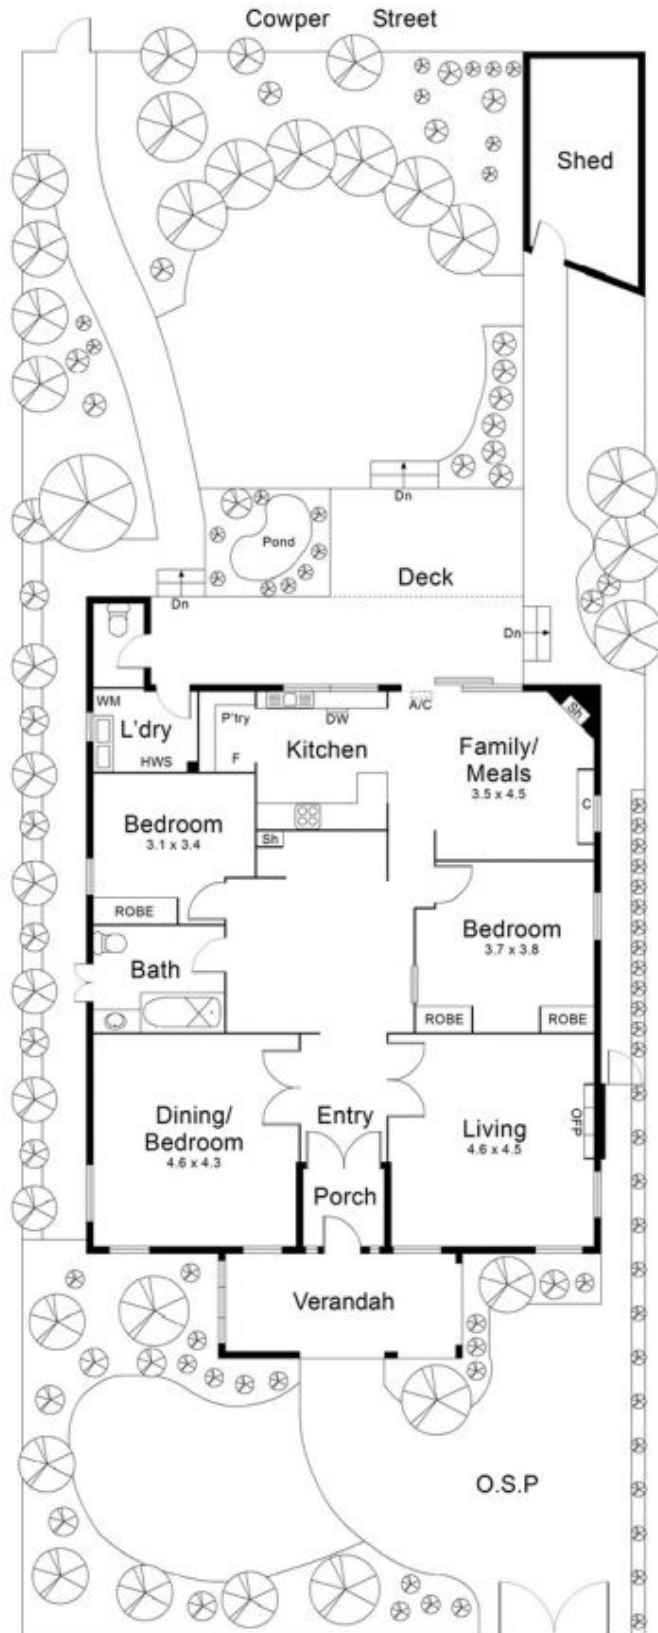 Cowper Street
Shed
Dn
Pond
Deck
Dn
Dn
WM
L'dry
HWS
P'try
F
DW
Kitchen
A/C
Sh
Family/
Meals
3.5 x 4.5
C
Bedroom
3.1 x 3.4
Sh
ROBE
Bedroom
3.7 x 3.8
Bath
ROBE
ROBE
Dining/
Bedroom
4.6 x 4.3
Entry
Living
4.6 x 4.5
OFP
Porch
Verandah
O.S.P